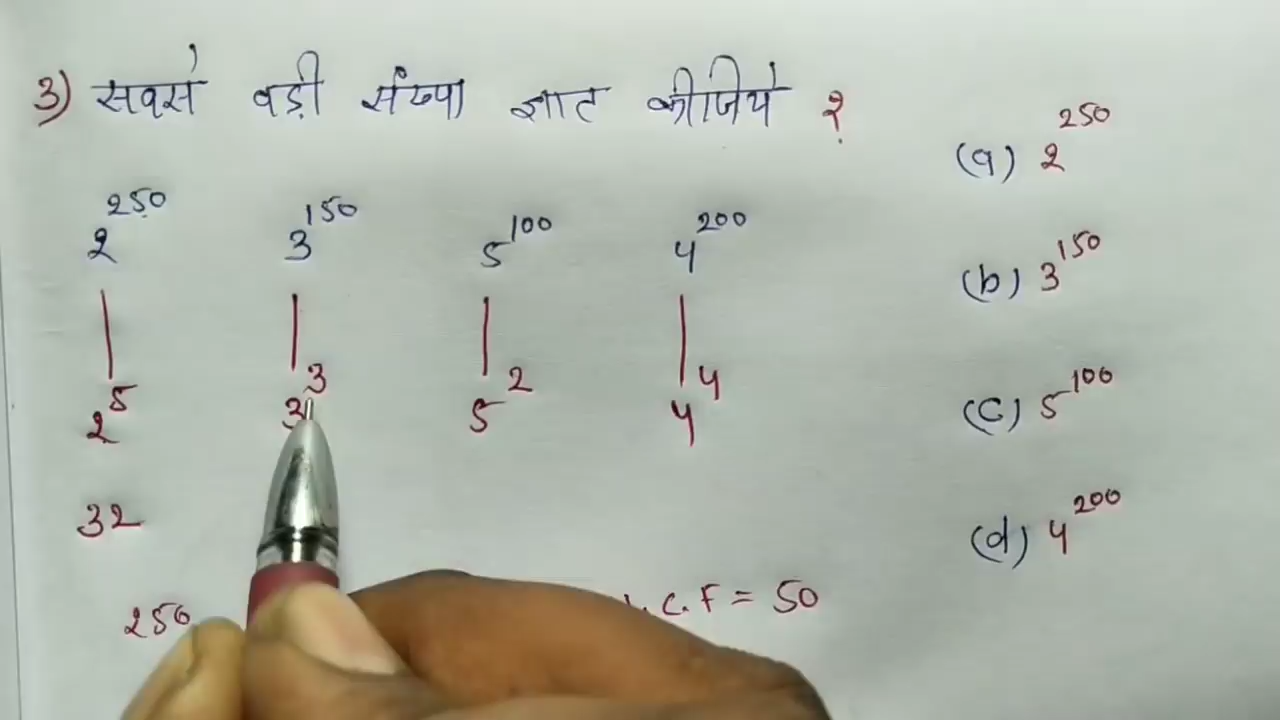 3) सबसे बड़ी संख्या ज्ञात कीजिये ?
2^250 3^150 5^100 4^200
2^5 3^3 5^2 4^4
32
250 .C.F = 50
(a) 2^250
(b) 3^150
(c) 5^100
(d) 4^200